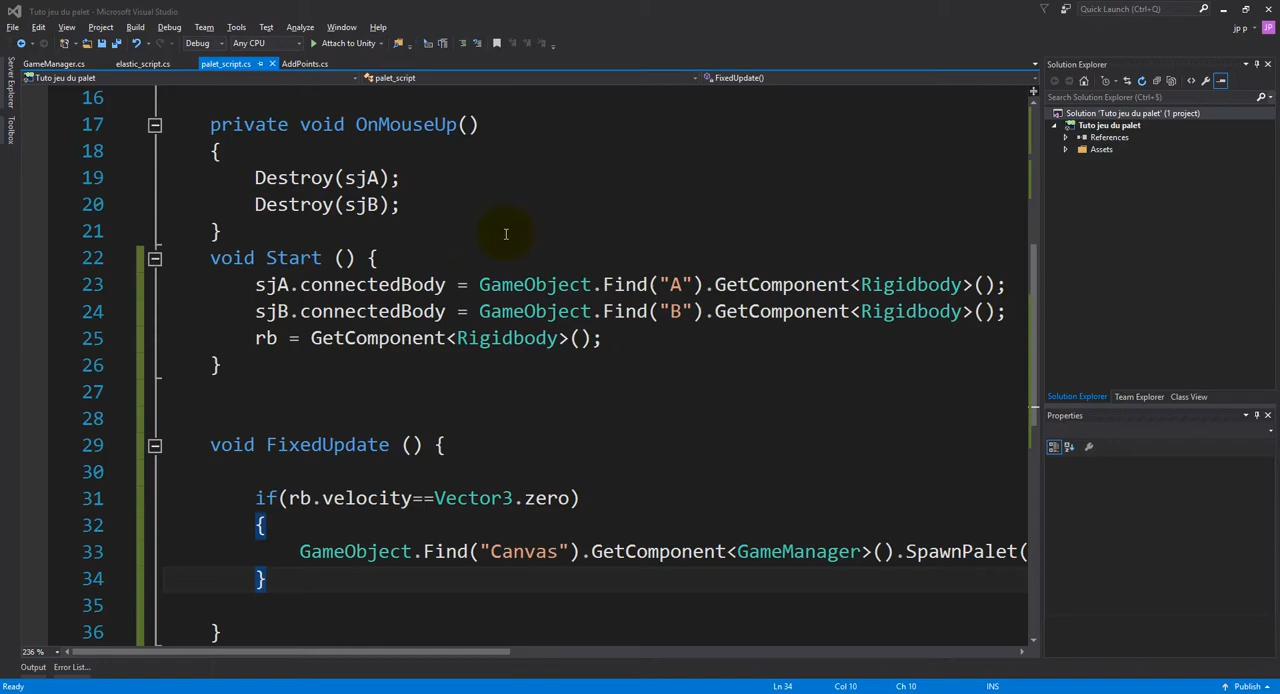 Tuto jeu du palet - Microsoft Visual Studio
Quick Launch (Ctrl+Q)
File Edit View Project Build Debug Team Tools Test Analyze Window Help
jp p
JP
Debug Any CPU Attach to Unity
GameManager.cs elastic_script.cs palet_script.cs AddPoints.cs
Tuto jeu du palet palet_script FixedUpdate()
Server Explorer
Toolbox
16
17 private void OnMouseUp()
18 {
19 Destroy(sjA);
20 Destroy(sjB);
21 }
22 void Start () {
23 sjA.connectedBody = GameObject.Find("A").GetComponent<Rigidbody>();
24 sjB.connectedBody = GameObject.Find("B").GetComponent<Rigidbody>();
25 rb = GetComponent<Rigidbody>();
26 }
27
28
29 void FixedUpdate () {
30
31 if(rb.velocity==Vector3.zero)
32 {
33 GameObject.Find("Canvas").GetComponent<GameManager>().SpawnPalet(
34 }
35
36 }
236 %
Solution Explorer
Search Solution Explorer (Ctrl+$)
Solution 'Tuto jeu du palet' (1 project)
Tuto jeu du palet
References
Assets
Solution Explorer Team Explorer Class View
Properties
Output Error List...
Ready Ln 34 Col 10 Ch 10 INS Publish